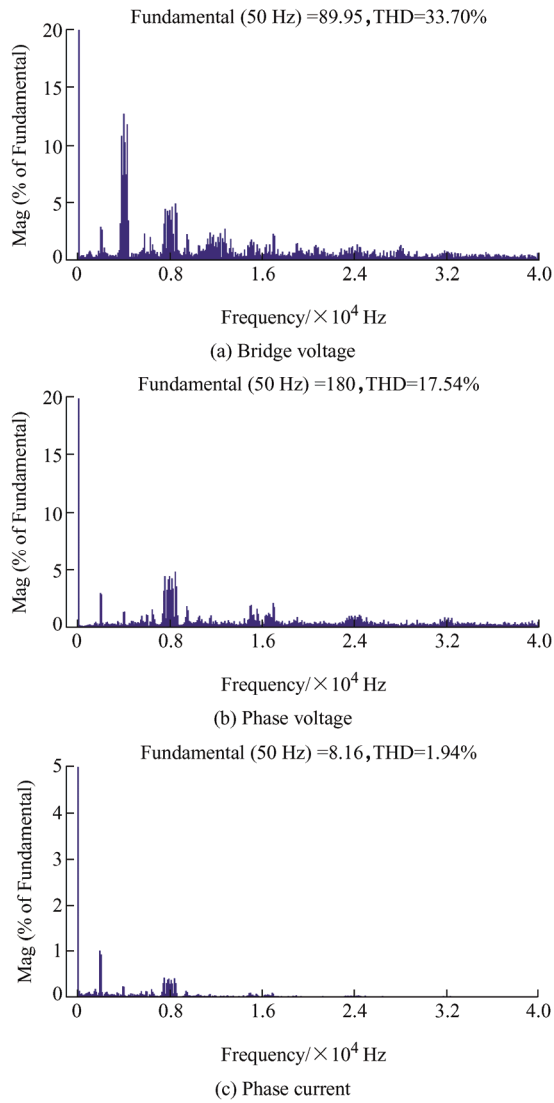 Fundamental (50 Hz) =89.95,THD=33.70%
20
15
10
5
0
Mag (% of Fundamental)
0 0.8 1.6 2.4 3.2 4.0
Frequency/×10⁴ Hz
(a) Bridge voltage
Fundamental (50 Hz) =180,THD=17.54%
20
15
10
5
0
Mag (% of Fundamental)
0 0.8 1.6 2.4 3.2 4.0
Frequency/×10⁴ Hz
(b) Phase voltage
Fundamental (50 Hz) =8.16,THD=1.94%
5
4
3
2
1
0
Mag (% of Fundamental)
0 0.8 1.6 2.4 3.2 4.0
Frequency/×10⁴ Hz
(c) Phase current